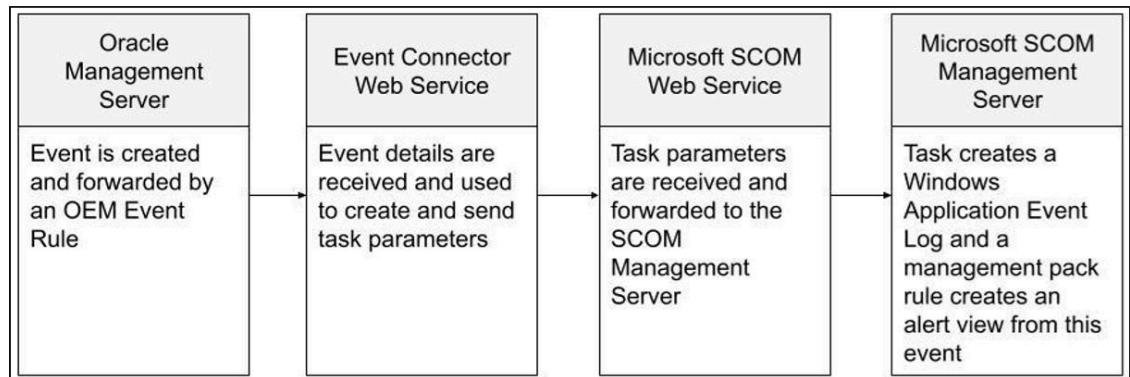 Oracle
Management
Server
Event is created
and forwarded by
an OEM Event
Rule
Event Connector
Web Service
Event details are
received and used
to create and send
task parameters
Microsoft SCOM
Web Service
Task parameters
are received and
forwarded to the
SCOM
Management
Server
Microsoft SCOM
Management
Server
Task creates a
Windows
Application Event
Log and a
management pack
rule creates an
alert view from this
event